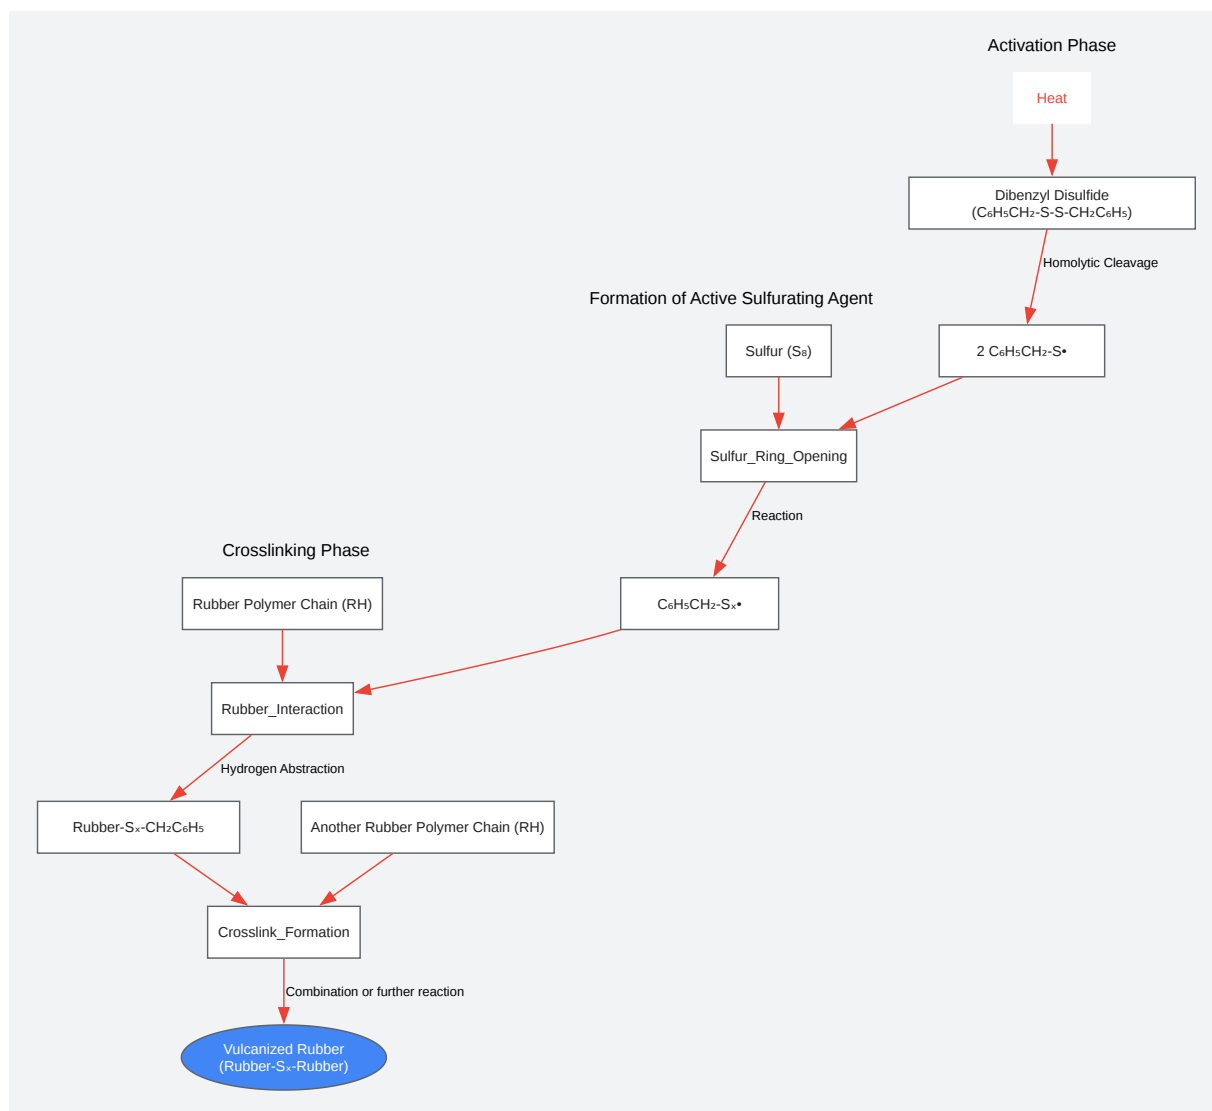 Activation Phase
Heat
Dibenzyl Disulfide
(C₆H₅CH₂-S-S-CH₂C₆H₅)
Homolytic Cleavage
Formation of Active Sulfurating Agent
Sulfur (S₈)
2 C₆H₅CH₂-S•
Sulfur_Ring_Opening
Reaction
Crosslinking Phase
Rubber Polymer Chain (RH)
C₆H₅CH₂-Sₓ•
Rubber_Interaction
Hydrogen Abstraction
Rubber-Sₓ-CH₂C₆H₅
Another Rubber Polymer Chain (RH)
Crosslink_Formation
Combination or further reaction
Vulcanized Rubber
(Rubber-Sₓ-Rubber)